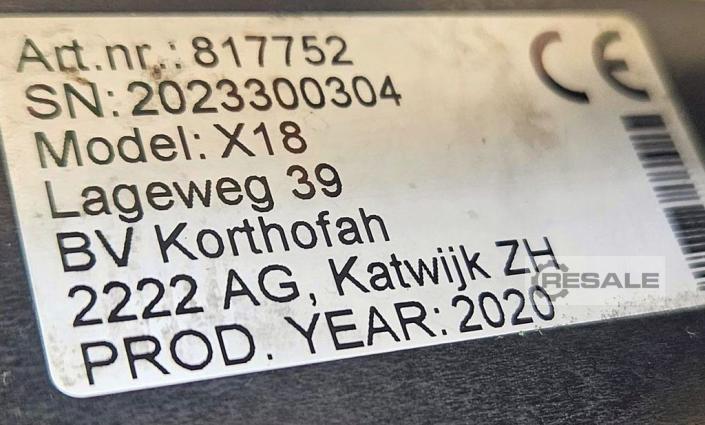 Art.nr.: 817752
SN: 2023300304
Model: X18
Lageweg 39
BV Korthofah
2222 AG, Katwijk ZH
PROD. YEAR: 2020
CE
RESALE